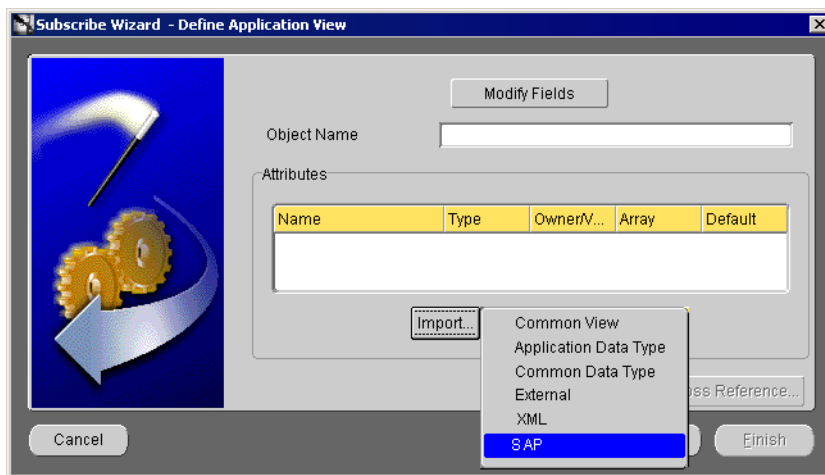 Subscribe Wizard - Define Application View
Modify Fields
Object Name
Attributes
Name Type Owner/V... Array Default
Import...
Common View
Application Data Type
Common Data Type
External
XML
SAP
Reference...
Cancel
Finish